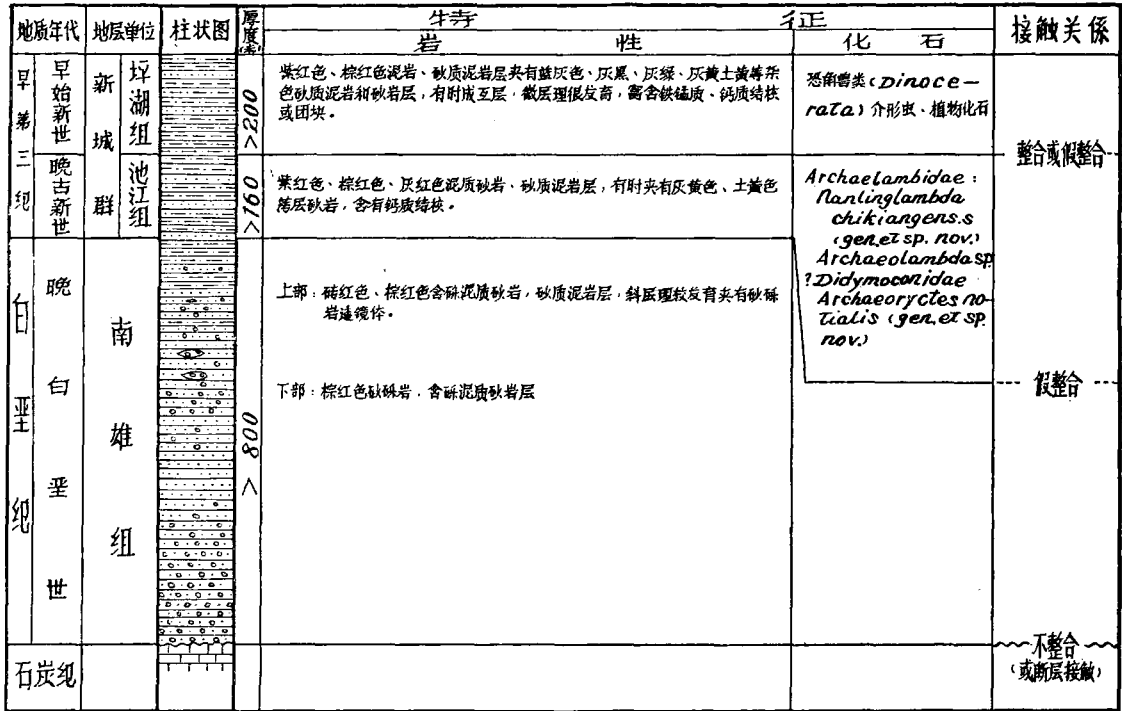 地质年代 地层单位 柱状图 厚度(米) 特征 接触关係
岩性 化石
早第三纪 早始新世 新城群 坪湖组 >200
紫红色、棕红色泥岩、砂质泥岩层夹有蓝灰色、灰黑、灰绿、灰黄土黄等杂
色砂质泥岩和砂岩层，有时成互层，微层理很发育，富含铁锰质、钙质结核
或团块。
恐角兽类(Dinoce-
rata)介形虫、植物化石
整合或假整合
晚古新世 池江组 >160
紫红色、棕红色、灰红色泥质砂岩、砂质泥岩层，有时夹有灰黄色、土黄色
薄层砂岩，含有钙质结核。
Archaelambidae:
Nanlinglambda
chikiangens.s
(gen.et sp. nov.)
Archaeolambda sp
?Didymoconidae
Archaeoryctes no-
tialis (gen. et sp.
nov.)
假整合
白垩纪 晚白垩世 南雄组 >800
上部：砖红色、棕红色含砾泥质砂岩，砂质泥岩层，斜层理较发育夹有砂砾
岩透镜体。
下部：棕红色砂砾岩，含砾泥质砂岩层
不整合
(或断层接触)
石炭纪